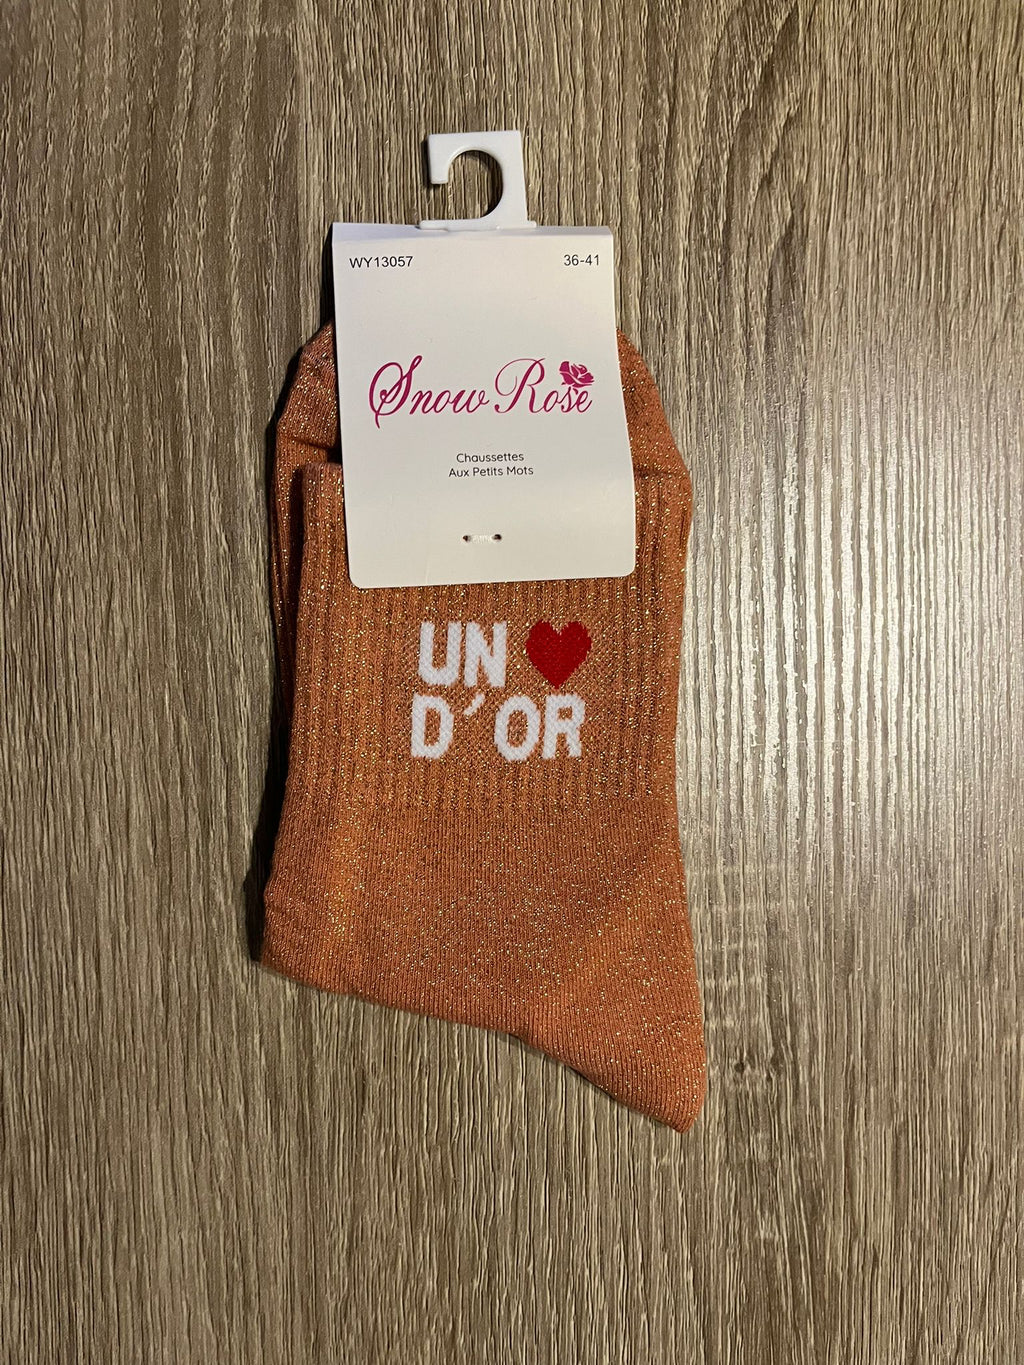 WY13057 36-41
Snow Rose
Chaussettes
Aux Petits Mots
UN ❤
D'OR